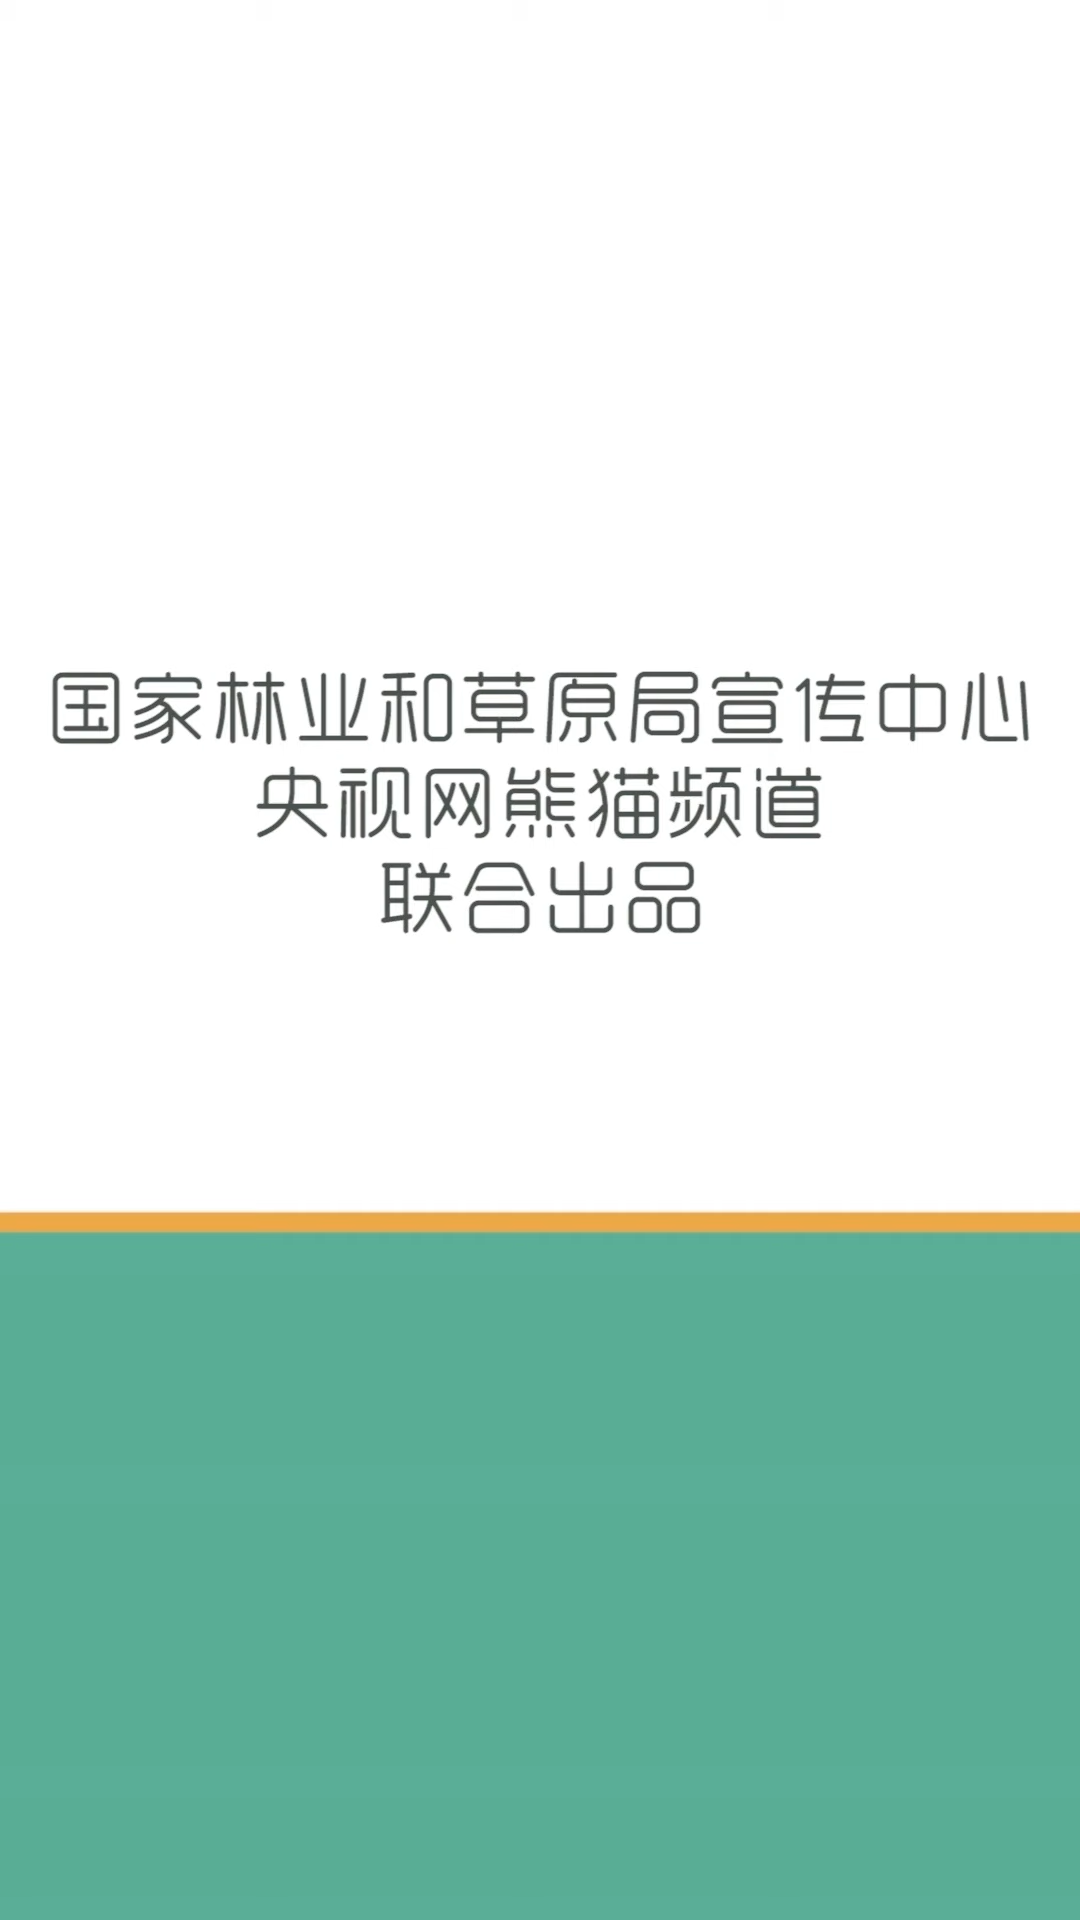 国家林业和草原局宣传中心
央视网熊猫频道
联合出品